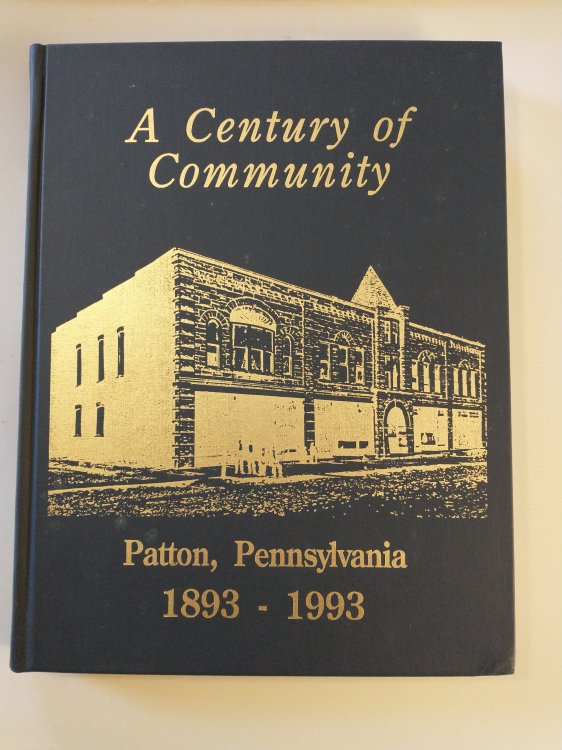 A Century of
Community
Patton, Pennsylvania
1893 - 1993